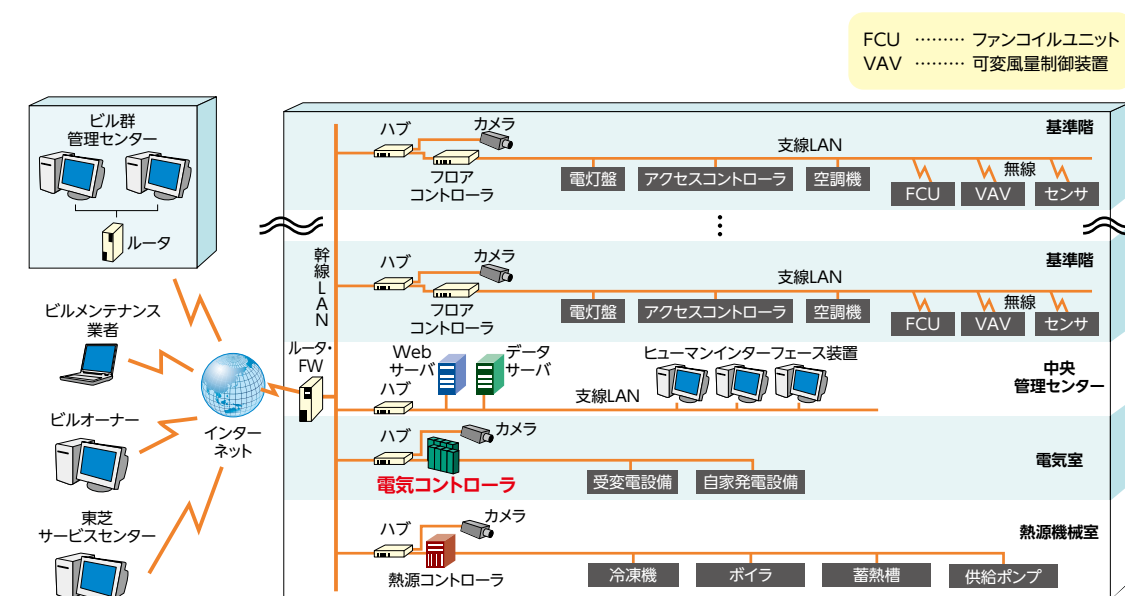 FCU ……… ファンコイルユニット
VAV ……… 可変風量制御装置
ビル群
管理センター
ルータ
ビルメンテナンス
業者
ビルオーナー
東芝
サービスセンター
インター
ネット
ルータ・
FW
幹線LAN
基準階
ハブ
カメラ
フロア
コントローラ
支線LAN
電灯盤
アクセスコントローラ
空調機
無線
FCU
VAV
センサ
⋮
基準階
ハブ
カメラ
フロア
コントローラ
支線LAN
電灯盤
アクセスコントローラ
空調機
無線
FCU
VAV
センサ
中央
管理センター
Web
サーバ
データ
サーバ
ハブ
支線LAN
ヒューマンインターフェース装置
電気室
ハブ
カメラ
電気コントローラ
受変電設備
自家発電設備
熱源機械室
ハブ
カメラ
熱源コントローラ
冷凍機
ボイラ
蓄熱槽
供給ポンプ